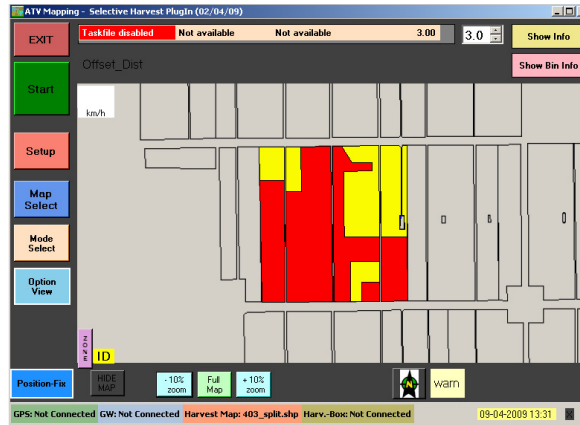 ATV Mapping - Selective Harvest PlugIn (02/04/09)
EXIT
Taskfile disabled Not available Not available 3.00
3.0
Show Info
Offset_Dist
Show Bin Info
Start
km/h
Setup
Map
Select
Mode
Select
Option
View
ZONE
ID
Position-Fix
HIDE
MAP
- 10%
zoom
Full
Map
+ 10%
zoom
N
warn
GPS: Not Connected GW: Not Connected Harvest Map: 403_split.shp Harv.-Box: Not Connected 09-04-2009 13:31